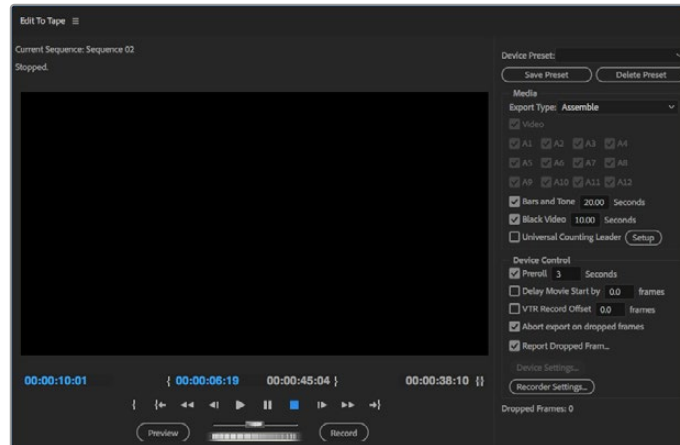 Edit To Tape
Current Sequence: Sequence 02
Stopped.
Device Preset:
Save Preset Delete Preset
Media
Export Type: Assemble
Video
A1 A2 A3 A4
A5 A6 A7 A8
A9 A10 A11 A12
Bars and Tone 20.00 Seconds
Black Video 10.00 Seconds
Universal Counting Leader Setup
Device Control
Preroll 3 Seconds
Delay Movie Start by 0.0 frames
VTR Record Offset 0.0 frames
Abort export on dropped frames
Report Dropped Fram...
Device Settings...
Recorder Settings...
Dropped Frames: 0
00:00:10:01 { 00:00:06:19 00:00:45:04 } 00:00:38:10 {}
Preview Record